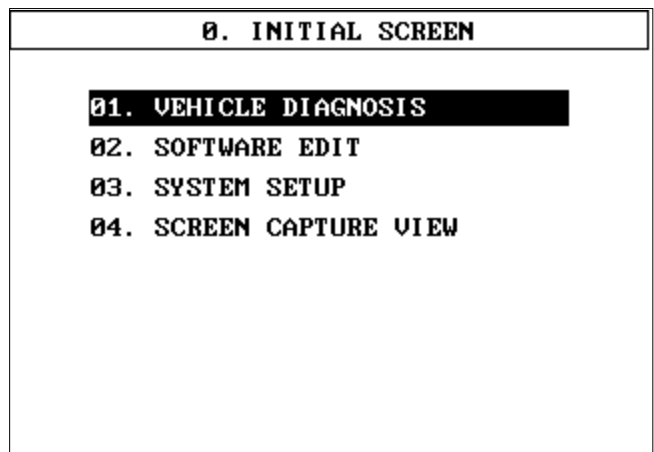 0. INITIAL SCREEN
01. VEHICLE DIAGNOSIS
02. SOFTWARE EDIT
03. SYSTEM SETUP
04. SCREEN CAPTURE VIEW